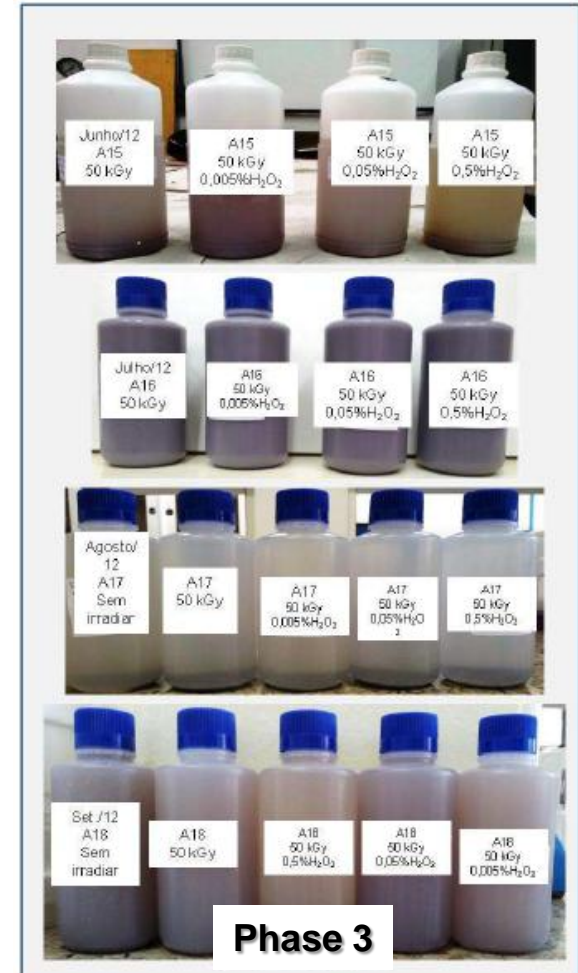 Junho/12
A15
50 kGy
A15
50 kGy
0,005%H₂O₂
A15
50 kGy
0,05%H₂O₂
A15
50 kGy
0,5%H₂O₂
Julho/12
A16
50 kGy
A16
50 kGy
0,005%H₂O₂
A16
50 kGy
0,05%H₂O₂
A16
50 kGy
0,5%H₂O₂
Agosto/
12
A17
Sem
irradiar
A17
50 kGy
A17
50 kGy
0,005%H₂O₂
A17
50 kGy
0,05%H₂O
2
A17
50 kGy
0,5%H₂O₂
Set./12
A18
Sem
irradiar
A18
50 kGy
A18
50 kGy
0,5%H₂O₂
A18
50 kGy
0,05%H₂O₂
A18
50 kGy
0,005%H₂O₂
Phase 3